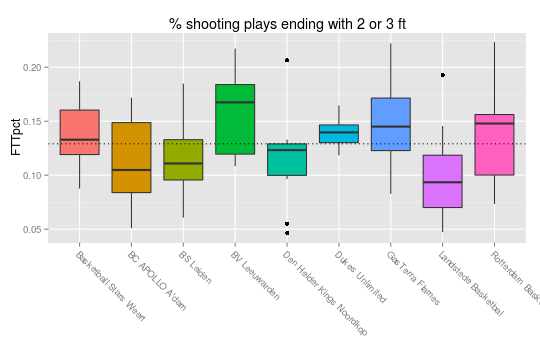 % shooting plays ending with 2 or 3 ft
FTTpct
0.20
0.15
0.10
0.05
Basketball Stars Weert
BC APOLLO A'dam
BS Leiden
BV Leeuwarden
Den Helder Kings Noordkop
Dukes Unlimited
GasTerra Flames
Landstede Basketbal
Rotterdam Bask